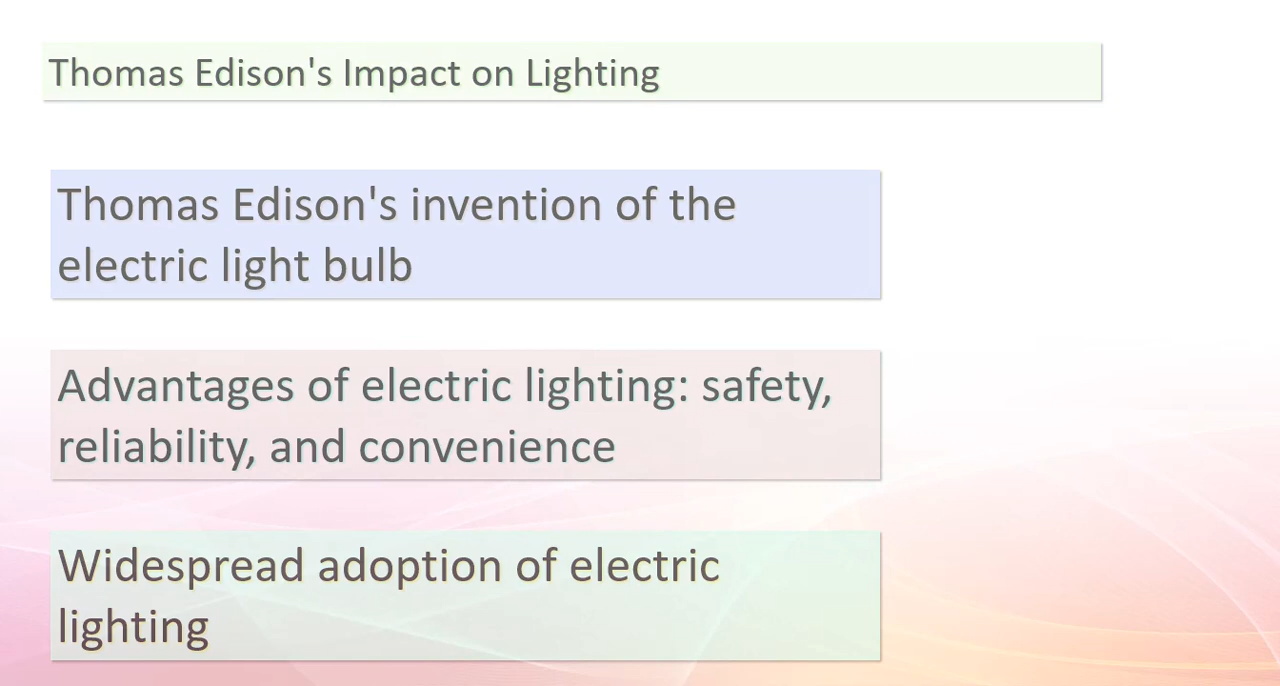 Thomas Edison's Impact on Lighting
Thomas Edison's invention of the
electric light bulb
Advantages of electric lighting: safety,
reliability, and convenience
Widespread adoption of electric
lighting